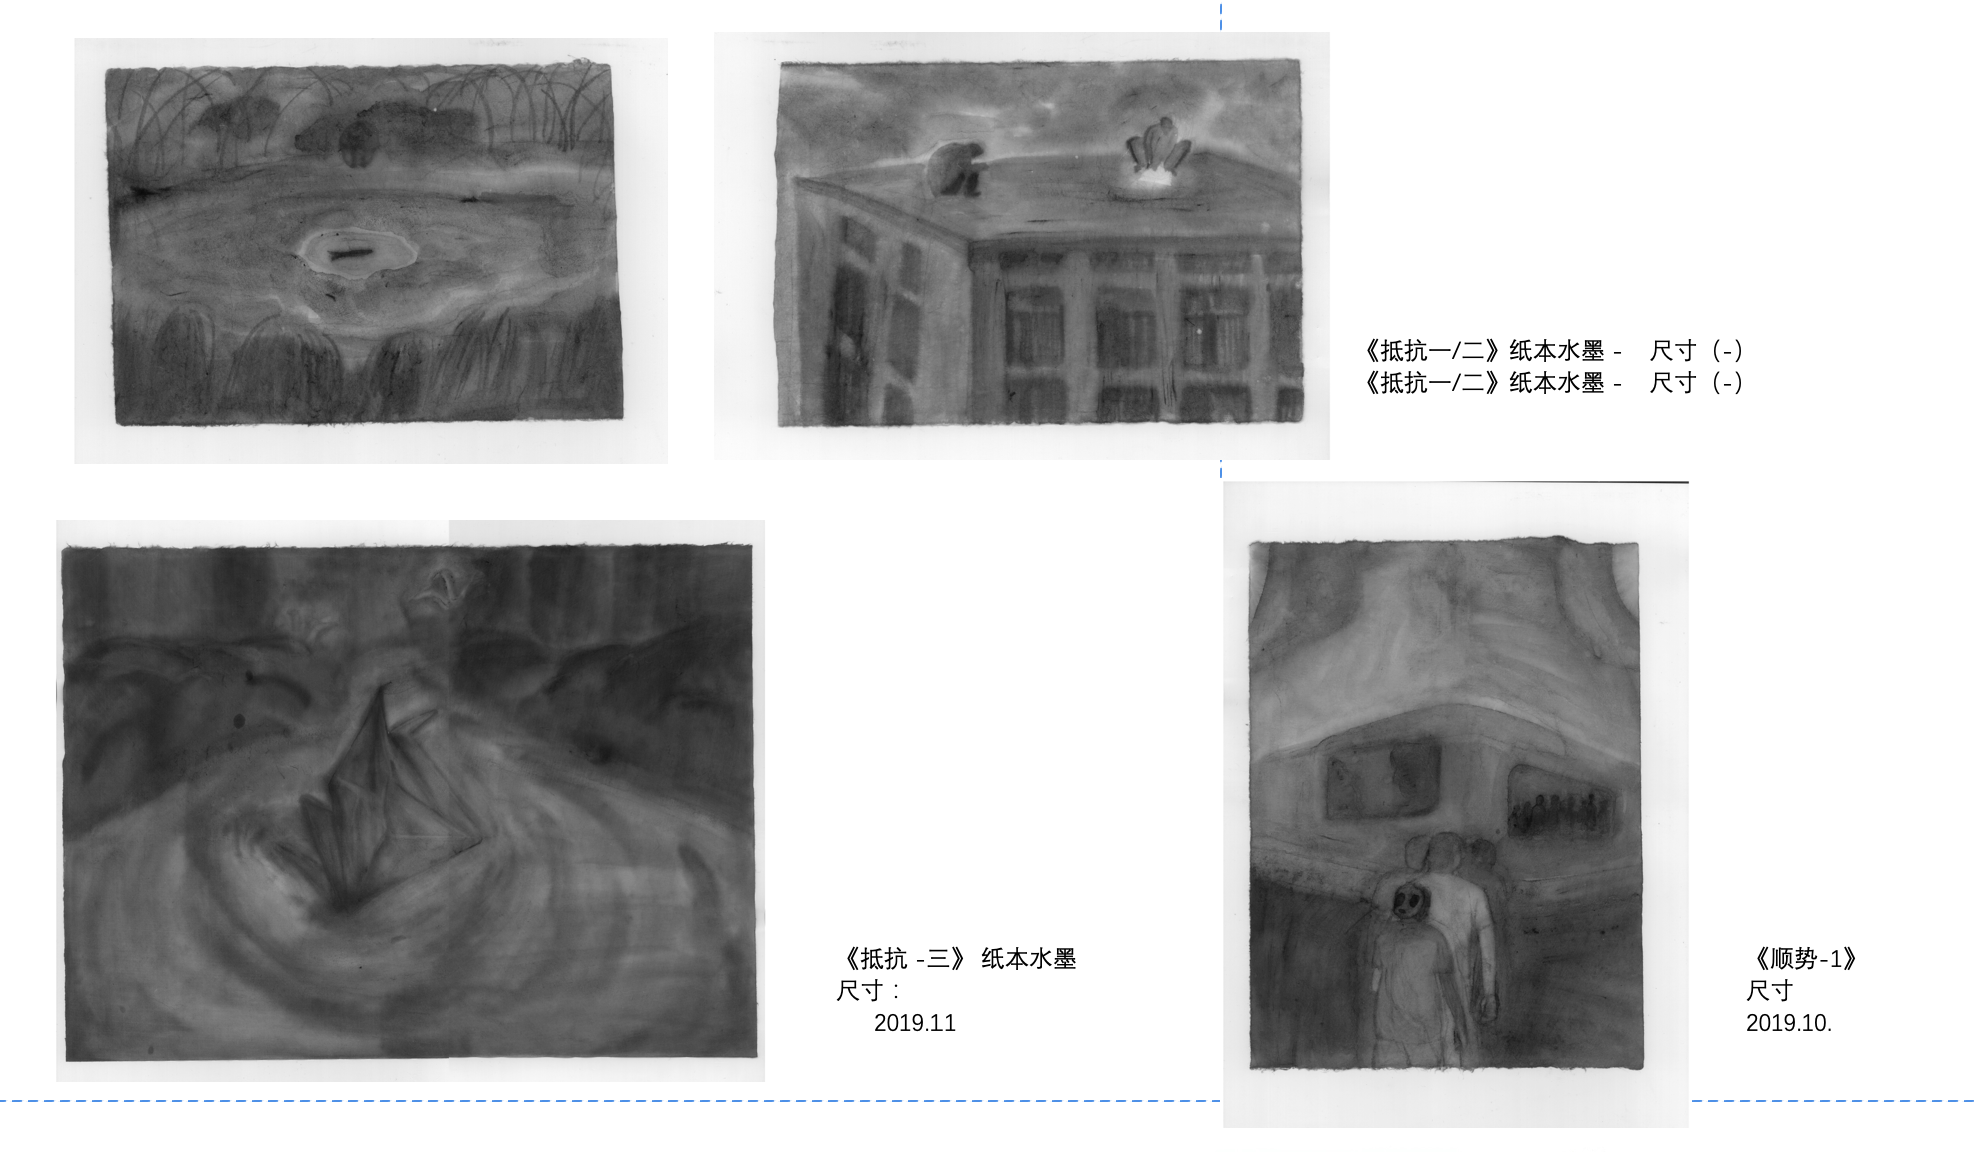 《抵抗一/二》纸本水墨 - 尺寸（-）
《抵抗一/二》纸本水墨 - 尺寸（-）
《抵抗 -三》 纸本水墨
尺寸：
2019.11
《顺势-1》
尺寸
2019.10.